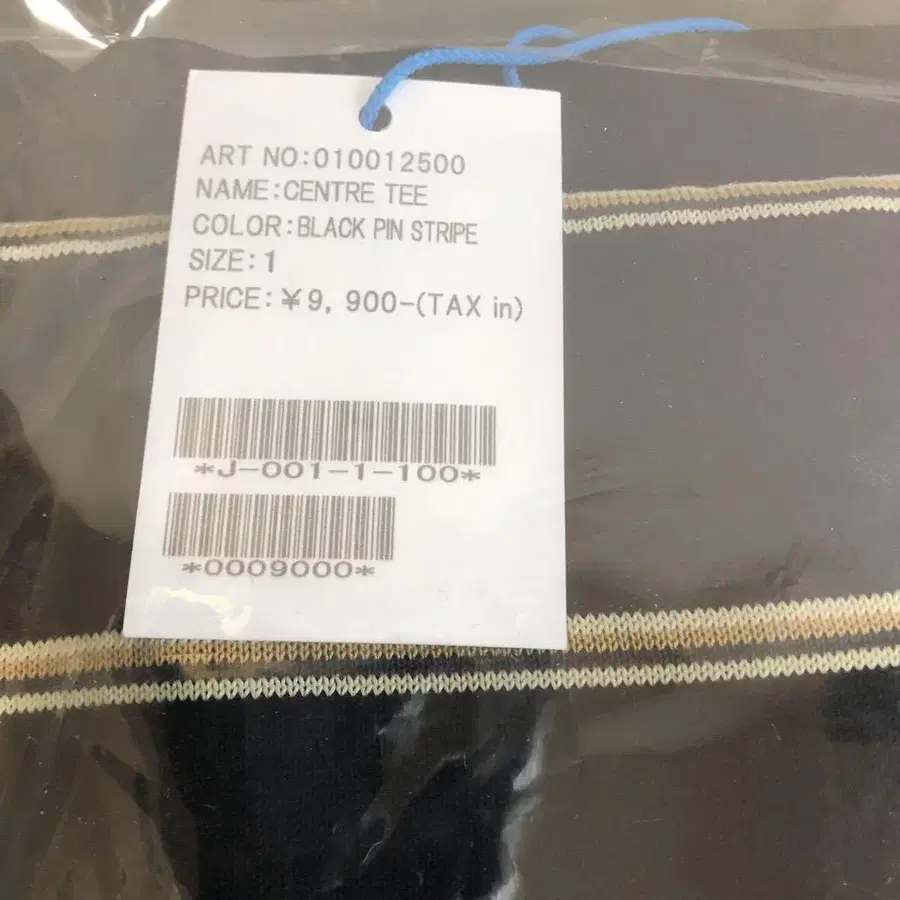 ART NO:010012500
NAME:CENTRE TEE
COLOR:BLACK PIN STRIPE
SIZE:1
PRICE:¥9, 900-(TAX in)
*J-001-1-100*
*0009000*